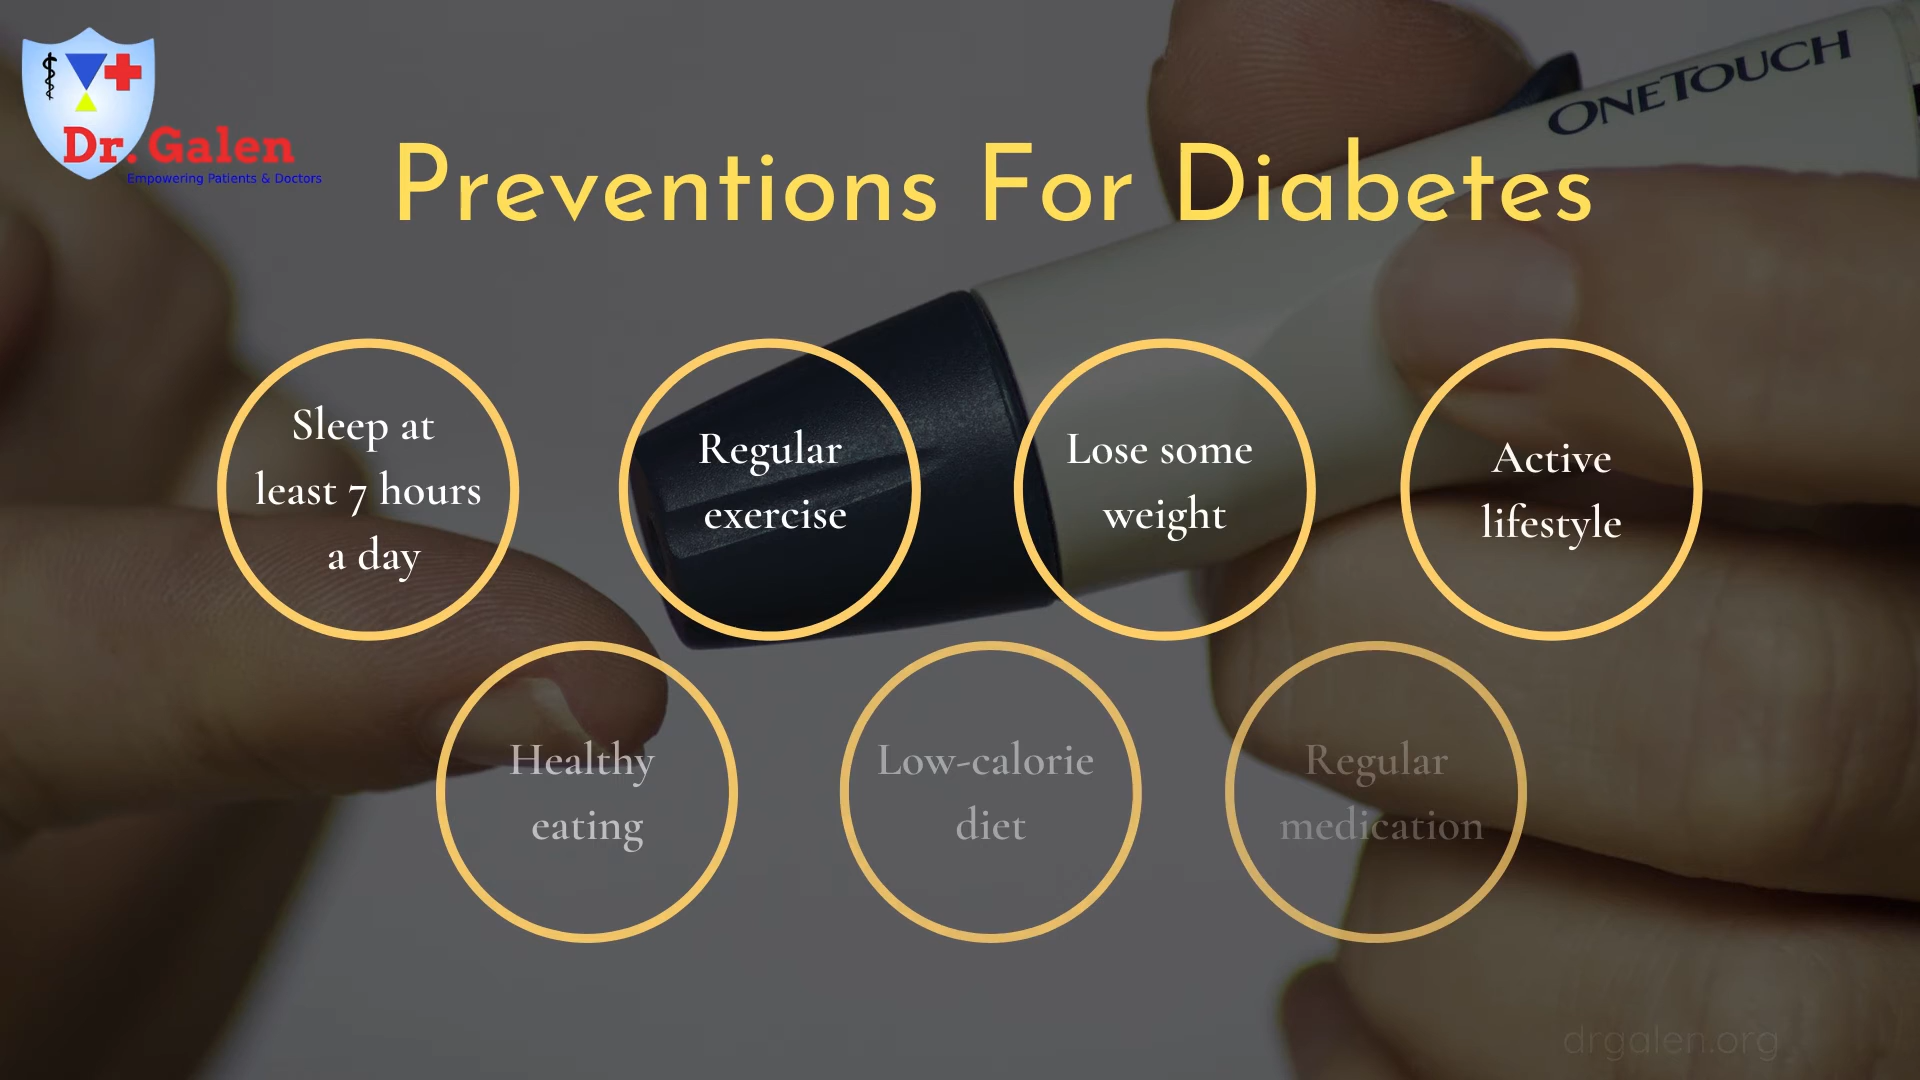 Dr. Galen
Empowering Patients & Doctors
ONETOUCH
Preventions For Diabetes
Sleep at
least 7 hours
a day
Regular
exercise
Lose some
weight
Active
lifestyle
Healthy
eating
Low-calorie
diet
Regular
medication
drgalen.org